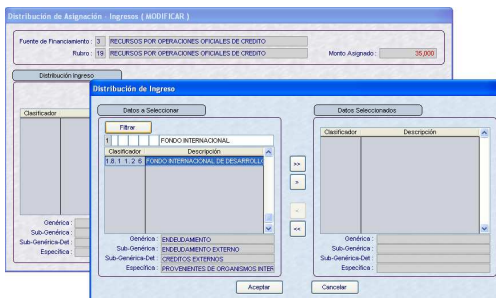 Distribución de Asignación - Ingresos ( MODIFICAR )
Fuente de Financiamiento : 3 RECURSOS POR OPERACIONES OFICIALES DE CREDITO
Rubro : 19 RECURSOS POR OPERACIONES OFICIALES DE CREDITO Monto Asignado : 35,000
Distribución Ingreso
Clasificador
Genérica :
Sub-Genérica :
Sub-Genérica-Det :
Específica :
Distribución de Ingreso
Datos a Seleccionar
Filtrar
1 FONDO INTERNACIONAL
Clasificador Descripción
1.8. 1 1. 2 6 FONDO INTERNACIONAL DE DESARROLL
Genérica : ENDEUDAMIENTO
Sub-Genérica : ENDEUDAMIENTO EXTERNO
Sub-Genérica-Det : CREDITOS EXTERNOS
Específica : PROVENIENTES DE ORGANISMOS INTER
>>
>
<
<<
Datos Seleccionados
Clasificador Descripción
Genérica :
Sub-Genérica :
Sub-Genérica-Det :
Específica :
Aceptar Cancelar